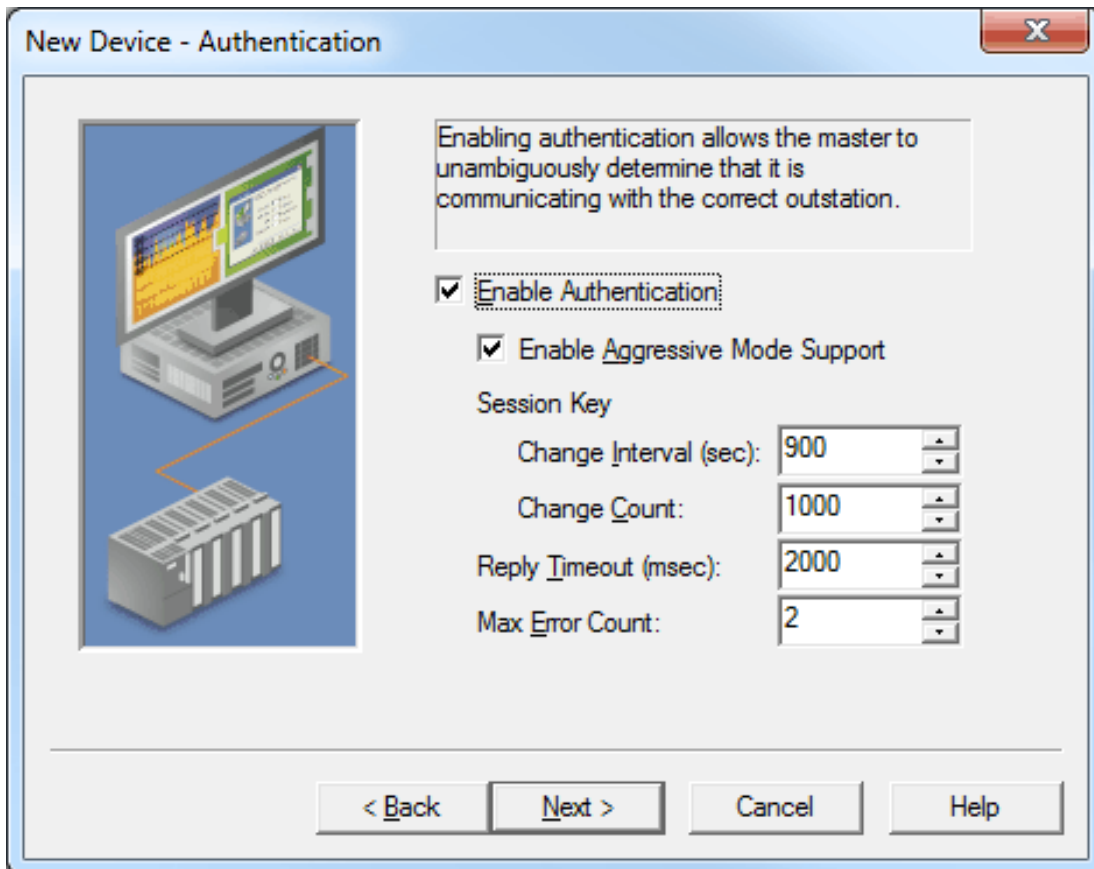 New Device - Authentication
Enabling authentication allows the master to
unambiguously determine that it is
communicating with the correct outstation.
Enable Authentication
Enable Aggressive Mode Support
Session Key
Change Interval (sec): 900
Change Count: 1000
Reply Timeout (msec): 2000
Max Error Count: 2
< Back Next > Cancel Help